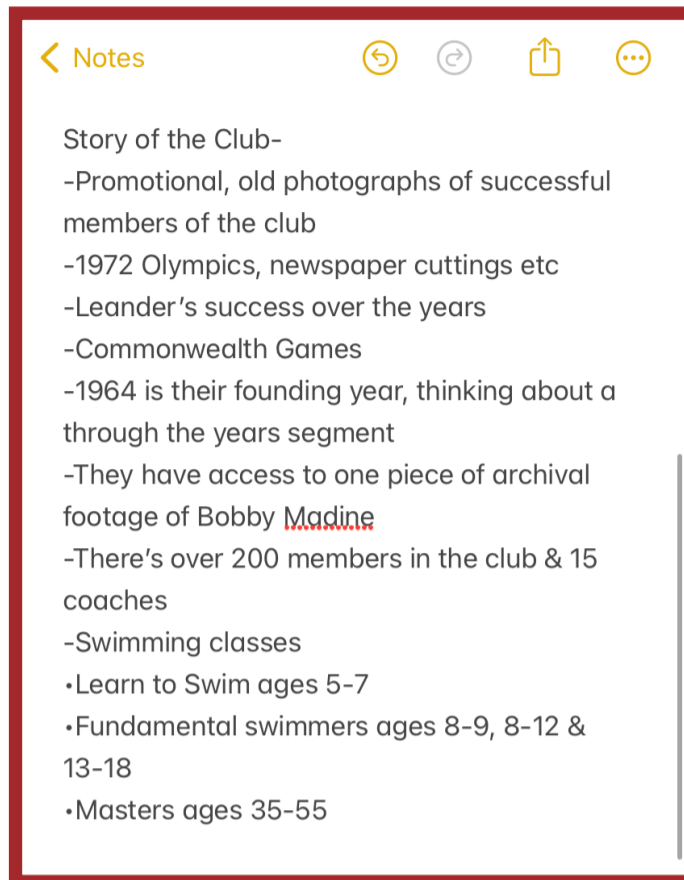 Notes
Story of the Club-
-Promotional, old photographs of successful
members of the club
-1972 Olympics, newspaper cuttings etc
-Leander’s success over the years
-Commonwealth Games
-1964 is their founding year, thinking about a
through the years segment
-They have access to one piece of archival
footage of Bobby Madine
-There’s over 200 members in the club & 15
coaches
-Swimming classes
•Learn to Swim ages 5-7
•Fundamental swimmers ages 8-9, 8-12 &
13-18
•Masters ages 35-55